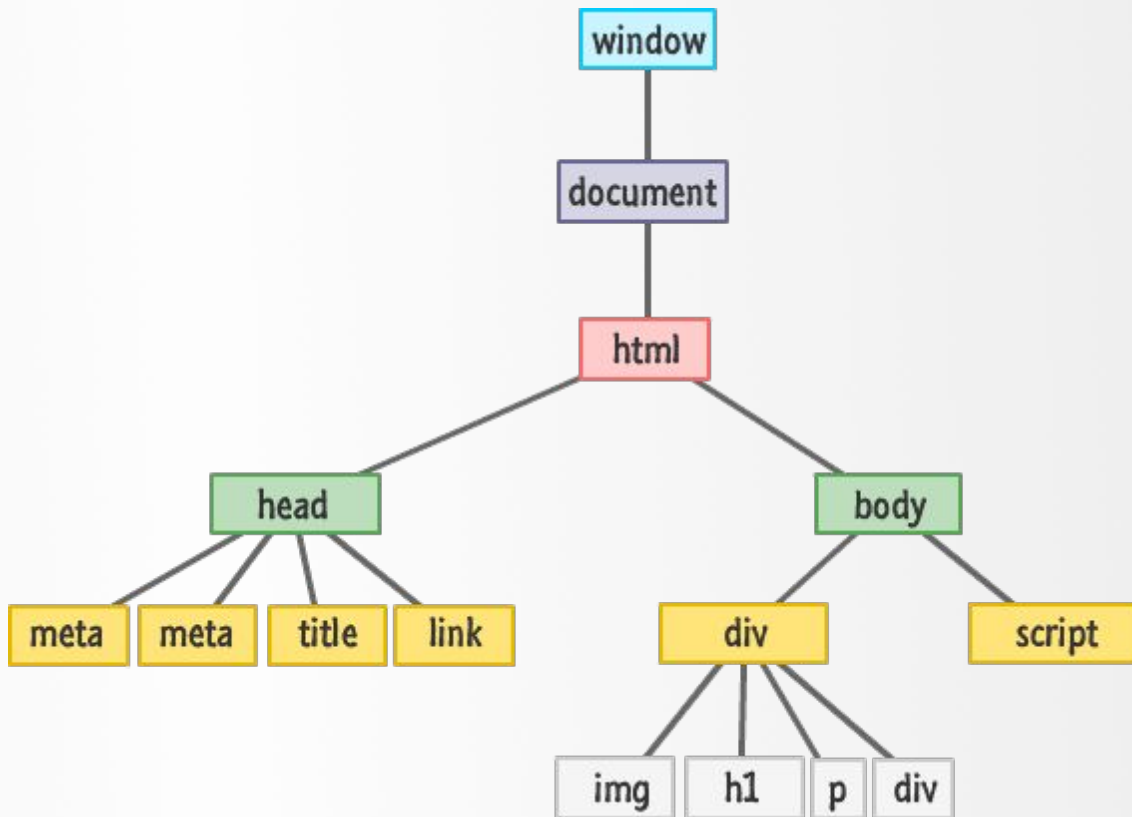 window
document
html
head
body
meta
meta
title
link
div
script
img
h1
p
div